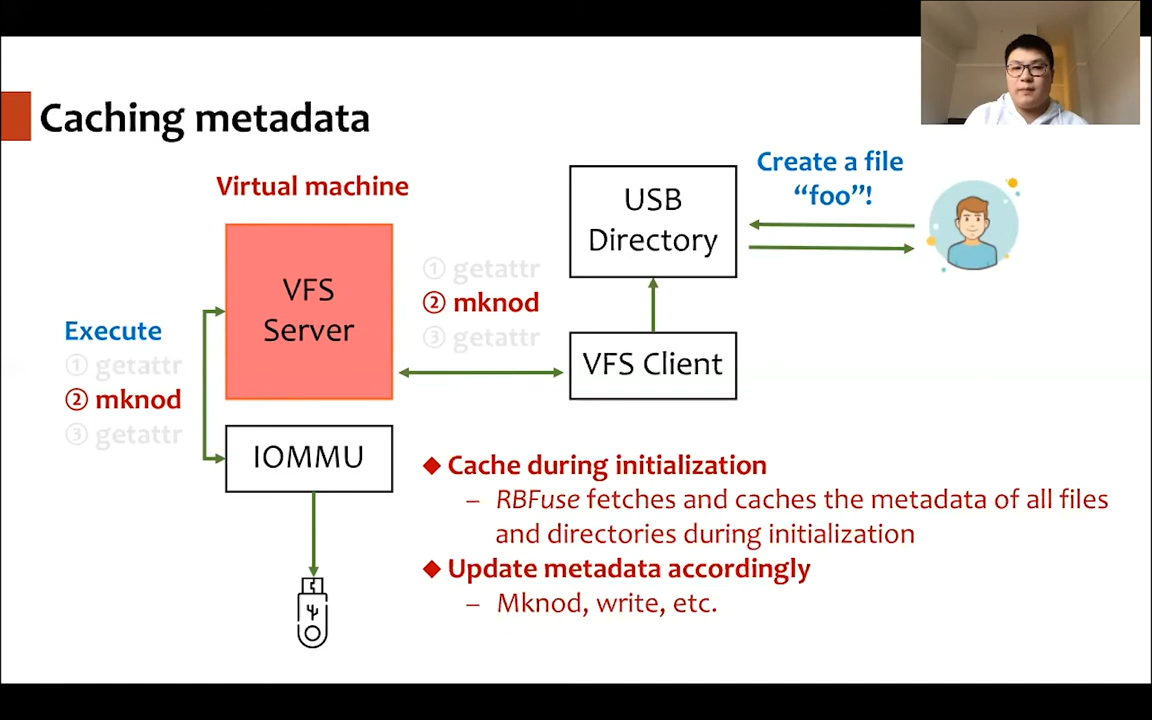 Caching metadata
Virtual machine
VFS
Server
Execute
① getattr
② mknod
③ getattr
IOMMU
① getattr
② mknod
③ getattr
USB
Directory
VFS Client
Create a file
“foo”!
◆ Cache during initialization
– RBFuse fetches and caches the metadata of all files
and directories during initialization
◆ Update metadata accordingly
– Mknod, write, etc.